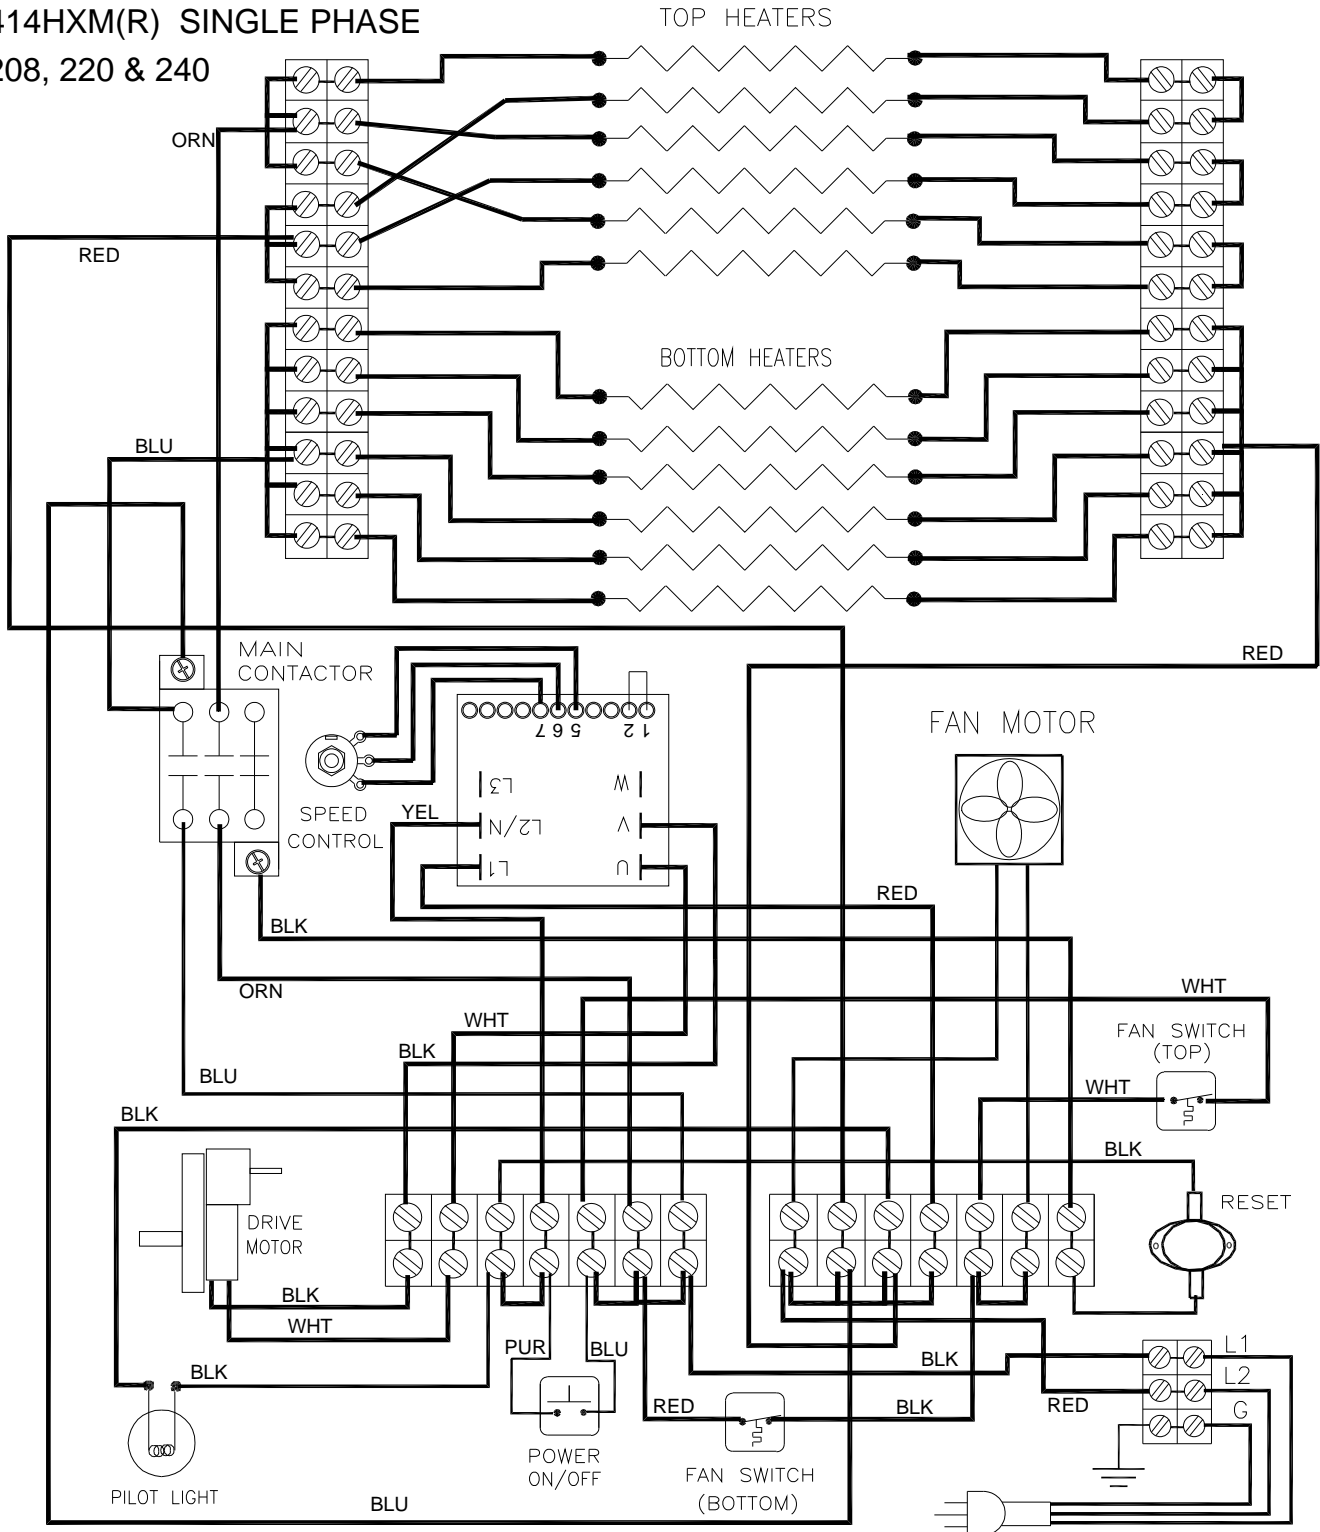 414HXM(R) SINGLE PHASE
208, 220 & 240
TOP HEATERS
ORN
RED
BOTTOM HEATERS
BLU
MAIN
CONTACTOR
RED
7 6 5 2 1
FAN MOTOR
L3
W
SPEED
CONTROL
YEL
L2/N
V
L1
U
RED
BLK
ORN
WHT
WHT
FAN SWITCH
(TOP)
BLK
BLU
WHT
BLK
BLK
RESET
DRIVE
MOTOR
BLK
WHT
PUR
BLU
BLK
L1
BLK
L2
RED
BLK
RED
G
POWER
ON/OFF
FAN SWITCH
(BOTTOM)
PILOT LIGHT
BLU